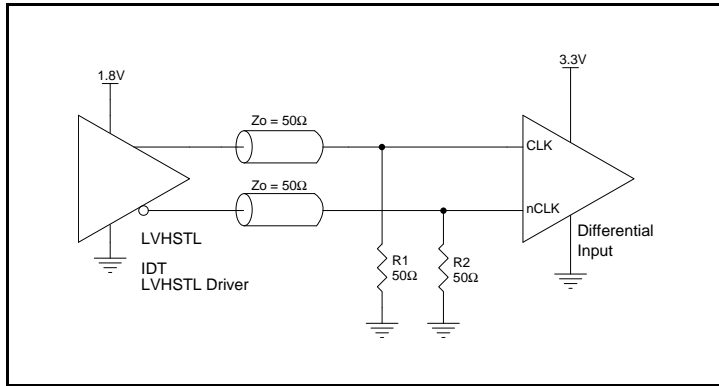 1.8V
3.3V
Zo = 50Ω
CLK
Zo = 50Ω
nCLK
LVHSTL
IDT
LVHSTL Driver
R1
50Ω
R2
50Ω
Differential
Input